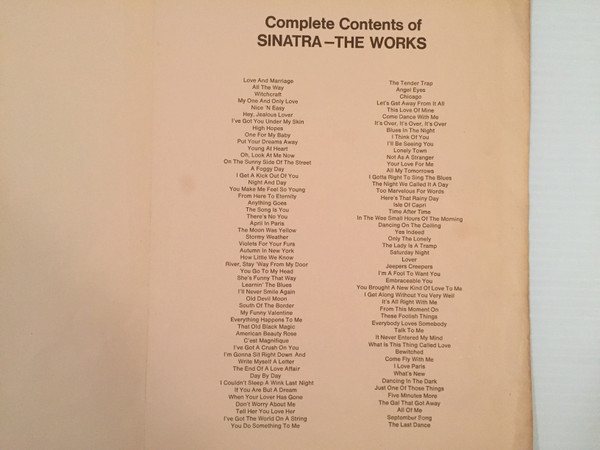 Complete Contents of
SINATRA—THE WORKS
Love And Marriage
All The Way
Witchcraft
My One And Only Love
Nice 'N Easy
Hey, Jealous Lover
I've Got You Under My Skin
High Hopes
One For My Baby
Put Your Dreams Away
Young At Heart
Oh, Look At Me Now
On The Sunny Side Of The Street
A Foggy Day
I Get A Kick Out Of You
Night And Day
You Make Me Feel So Young
From Here To Eternity
Anything Goes
The Song Is You
There's No You
April In Paris
The Moon Was Yellow
Stormy Weather
Violets For Your Furs
Autumn In New York
How Little We Know
River, Stay 'Way From My Door
You Go To My Head
She's Funny That Way
Learnin' The Blues
I'll Never Smile Again
Old Devil Moon
South Of The Border
My Funny Valentine
Everything Happens To Me
That Old Black Magic
American Beauty Rose
C'est Magnifique
I've Got A Crush On You
I'm Gonna Sit Right Down And
Write Myself A Letter
The End Of A Love Affair
Day By Day
I Couldn't Sleep A Wink Last Night
If You Are But A Dream
When Your Lover Has Gone
Don't Worry About Me
Tell Her You Love Her
I've Got The World On A String
You Do Something To Me
The Tender Trap
Angel Eyes
Chicago
Let's Get Away From It All
This Love Of Mine
Come Dance With Me
It's Over, It's Over, It's Over
Blues In The Night
I Think Of You
I'll Be Seeing You
Lonely Town
Not As A Stranger
Your Love For Me
All My Tomorrows
I Gotta Right To Sing The Blues
The Night We Called It A Day
Too Marvelous For Words
Here's That Rainy Day
Isle Of Capri
Time After Time
In The Wee Small Hours Of The Morning
Dancing On The Ceiling
Yes Indeed
Only The Lonely
The Lady Is A Tramp
Saturday Night
Lover
Jeepers Creepers
I'm A Fool To Want You
Embraceable You
You Brought A New Kind Of Love To Me
I Get Along Without You Very Well
It's All Right With Me
From This Moment On
These Foolish Things
Everybody Loves Somebody
Talk To Me
It Never Entered My Mind
What Is This Thing Called Love
Bewitched
Come Fly With Me
I Love Paris
What's New
Dancing In The Dark
Just One Of Those Things
Five Minutes More
The Gal That Got Away
All Of Me
September Song
The Last Dance